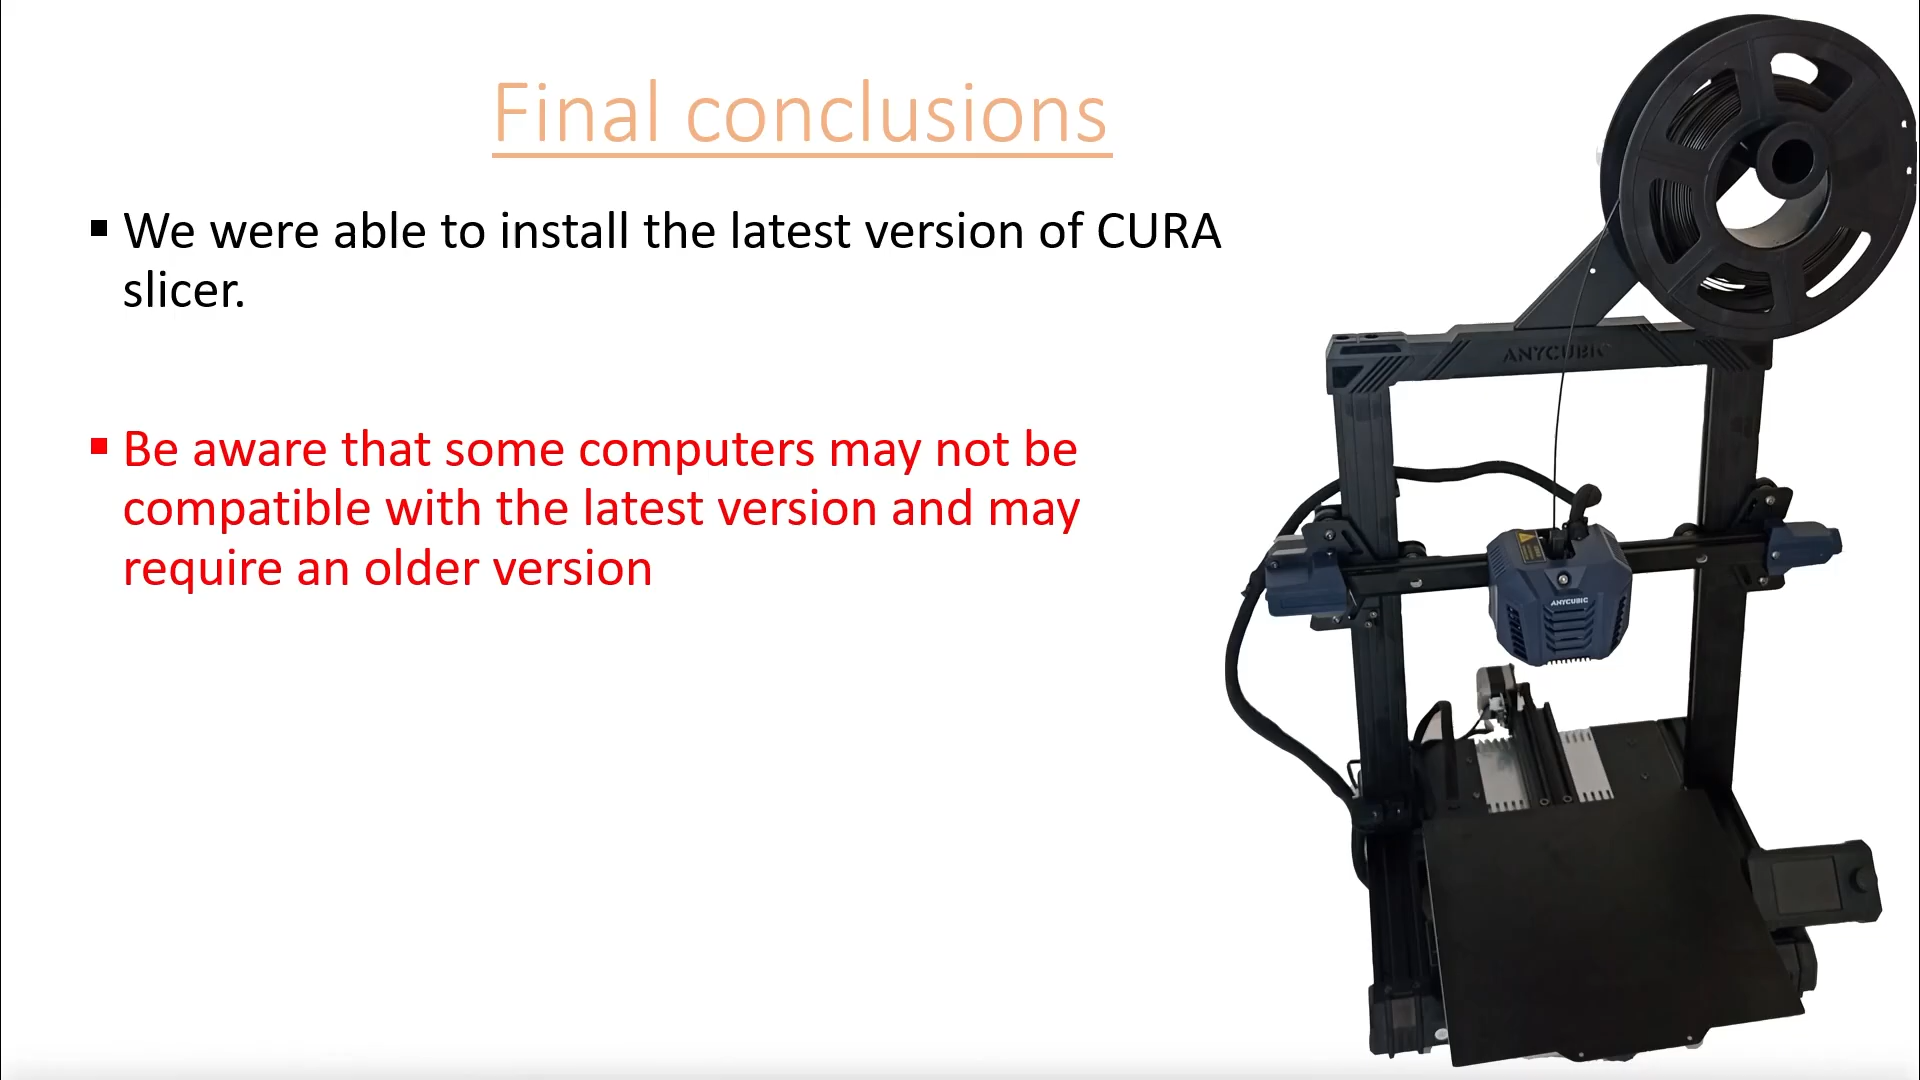 Final conclusions
▪ We were able to install the latest version of CURA
slicer.
▪ Be aware that some computers may not be
compatible with the latest version and may
require an older version
ANYCUBIC
ANYCUBIC